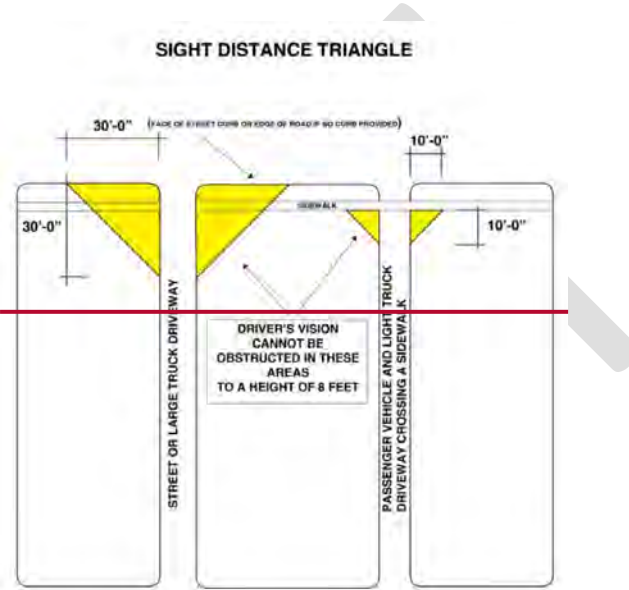 SIGHT DISTANCE TRIANGLE
30'-0"
(FACE OF STREET CURB OR EDGE OF ROAD IF NO CURB PROVIDED)
10'-0"
SIDEWALK
30'-0"
10'-0"
DRIVER'S VISION
CANNOT BE
OBSTRUCTED IN THESE
AREAS
TO A HEIGHT OF 8 FEET
STREET OR LARGE TRUCK DRIVEWAY
PASSENGER VEHICLE AND LIGHT TRUCK
DRIVEWAY CROSSING A SIDEWALK